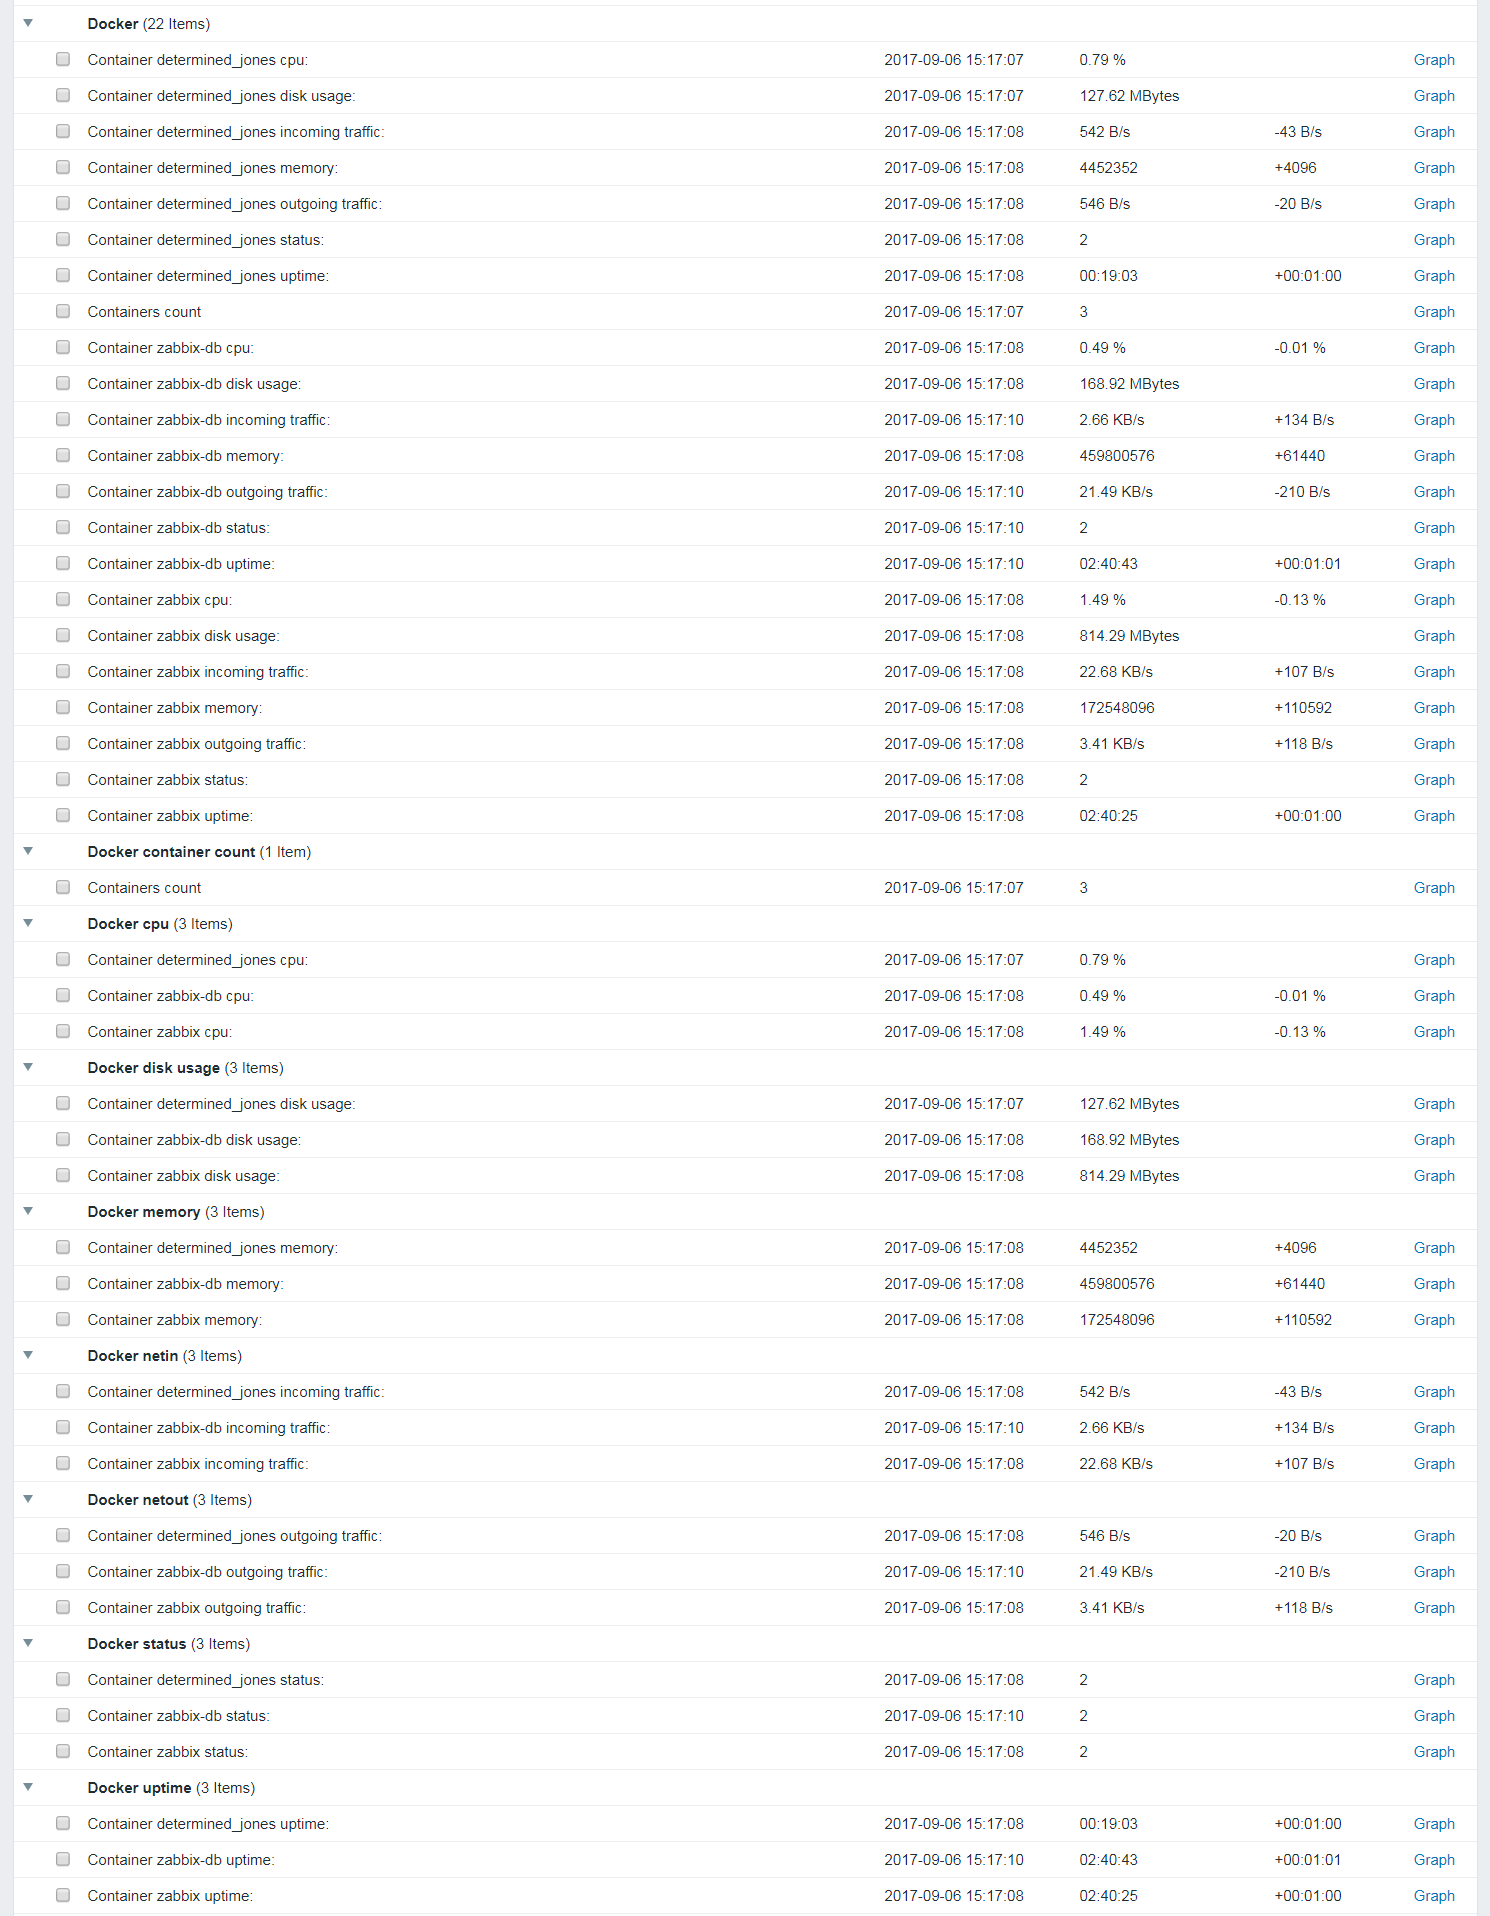 Docker (22 Items)
Container determined_jones cpu: 2017-09-06 15:17:07 0.79 % Graph
Container determined_jones disk usage: 2017-09-06 15:17:07 127.62 MBytes Graph
Container determined_jones incoming traffic: 2017-09-06 15:17:08 542 B/s -43 B/s Graph
Container determined_jones memory: 2017-09-06 15:17:08 4452352 +4096 Graph
Container determined_jones outgoing traffic: 2017-09-06 15:17:08 546 B/s -20 B/s Graph
Container determined_jones status: 2017-09-06 15:17:08 2 Graph
Container determined_jones uptime: 2017-09-06 15:17:08 00:19:03 +00:01:00 Graph
Containers count 2017-09-06 15:17:07 3 Graph
Container zabbix-db cpu: 2017-09-06 15:17:08 0.49 % -0.01 % Graph
Container zabbix-db disk usage: 2017-09-06 15:17:08 168.92 MBytes Graph
Container zabbix-db incoming traffic: 2017-09-06 15:17:10 2.66 KB/s +134 B/s Graph
Container zabbix-db memory: 2017-09-06 15:17:08 459800576 +61440 Graph
Container zabbix-db outgoing traffic: 2017-09-06 15:17:10 21.49 KB/s -210 B/s Graph
Container zabbix-db status: 2017-09-06 15:17:10 2 Graph
Container zabbix-db uptime: 2017-09-06 15:17:10 02:40:43 +00:01:01 Graph
Container zabbix cpu: 2017-09-06 15:17:08 1.49 % -0.13 % Graph
Container zabbix disk usage: 2017-09-06 15:17:08 814.29 MBytes Graph
Container zabbix incoming traffic: 2017-09-06 15:17:08 22.68 KB/s +107 B/s Graph
Container zabbix memory: 2017-09-06 15:17:08 172548096 +110592 Graph
Container zabbix outgoing traffic: 2017-09-06 15:17:08 3.41 KB/s +118 B/s Graph
Container zabbix status: 2017-09-06 15:17:08 2 Graph
Container zabbix uptime: 2017-09-06 15:17:08 02:40:25 +00:01:00 Graph
Docker container count (1 Item)
Containers count 2017-09-06 15:17:07 3 Graph
Docker cpu (3 Items)
Container determined_jones cpu: 2017-09-06 15:17:07 0.79 % Graph
Container zabbix-db cpu: 2017-09-06 15:17:08 0.49 % -0.01 % Graph
Container zabbix cpu: 2017-09-06 15:17:08 1.49 % -0.13 % Graph
Docker disk usage (3 Items)
Container determined_jones disk usage: 2017-09-06 15:17:07 127.62 MBytes Graph
Container zabbix-db disk usage: 2017-09-06 15:17:08 168.92 MBytes Graph
Container zabbix disk usage: 2017-09-06 15:17:08 814.29 MBytes Graph
Docker memory (3 Items)
Container determined_jones memory: 2017-09-06 15:17:08 4452352 +4096 Graph
Container zabbix-db memory: 2017-09-06 15:17:08 459800576 +61440 Graph
Container zabbix memory: 2017-09-06 15:17:08 172548096 +110592 Graph
Docker netin (3 Items)
Container determined_jones incoming traffic: 2017-09-06 15:17:08 542 B/s -43 B/s Graph
Container zabbix-db incoming traffic: 2017-09-06 15:17:10 2.66 KB/s +134 B/s Graph
Container zabbix incoming traffic: 2017-09-06 15:17:08 22.68 KB/s +107 B/s Graph
Docker netout (3 Items)
Container determined_jones outgoing traffic: 2017-09-06 15:17:08 546 B/s -20 B/s Graph
Container zabbix-db outgoing traffic: 2017-09-06 15:17:10 21.49 KB/s -210 B/s Graph
Container zabbix outgoing traffic: 2017-09-06 15:17:08 3.41 KB/s +118 B/s Graph
Docker status (3 Items)
Container determined_jones status: 2017-09-06 15:17:08 2 Graph
Container zabbix-db status: 2017-09-06 15:17:10 2 Graph
Container zabbix status: 2017-09-06 15:17:08 2 Graph
Docker uptime (3 Items)
Container determined_jones uptime: 2017-09-06 15:17:08 00:19:03 +00:01:00 Graph
Container zabbix-db uptime: 2017-09-06 15:17:10 02:40:43 +00:01:01 Graph
Container zabbix uptime: 2017-09-06 15:17:08 02:40:25 +00:01:00 Graph